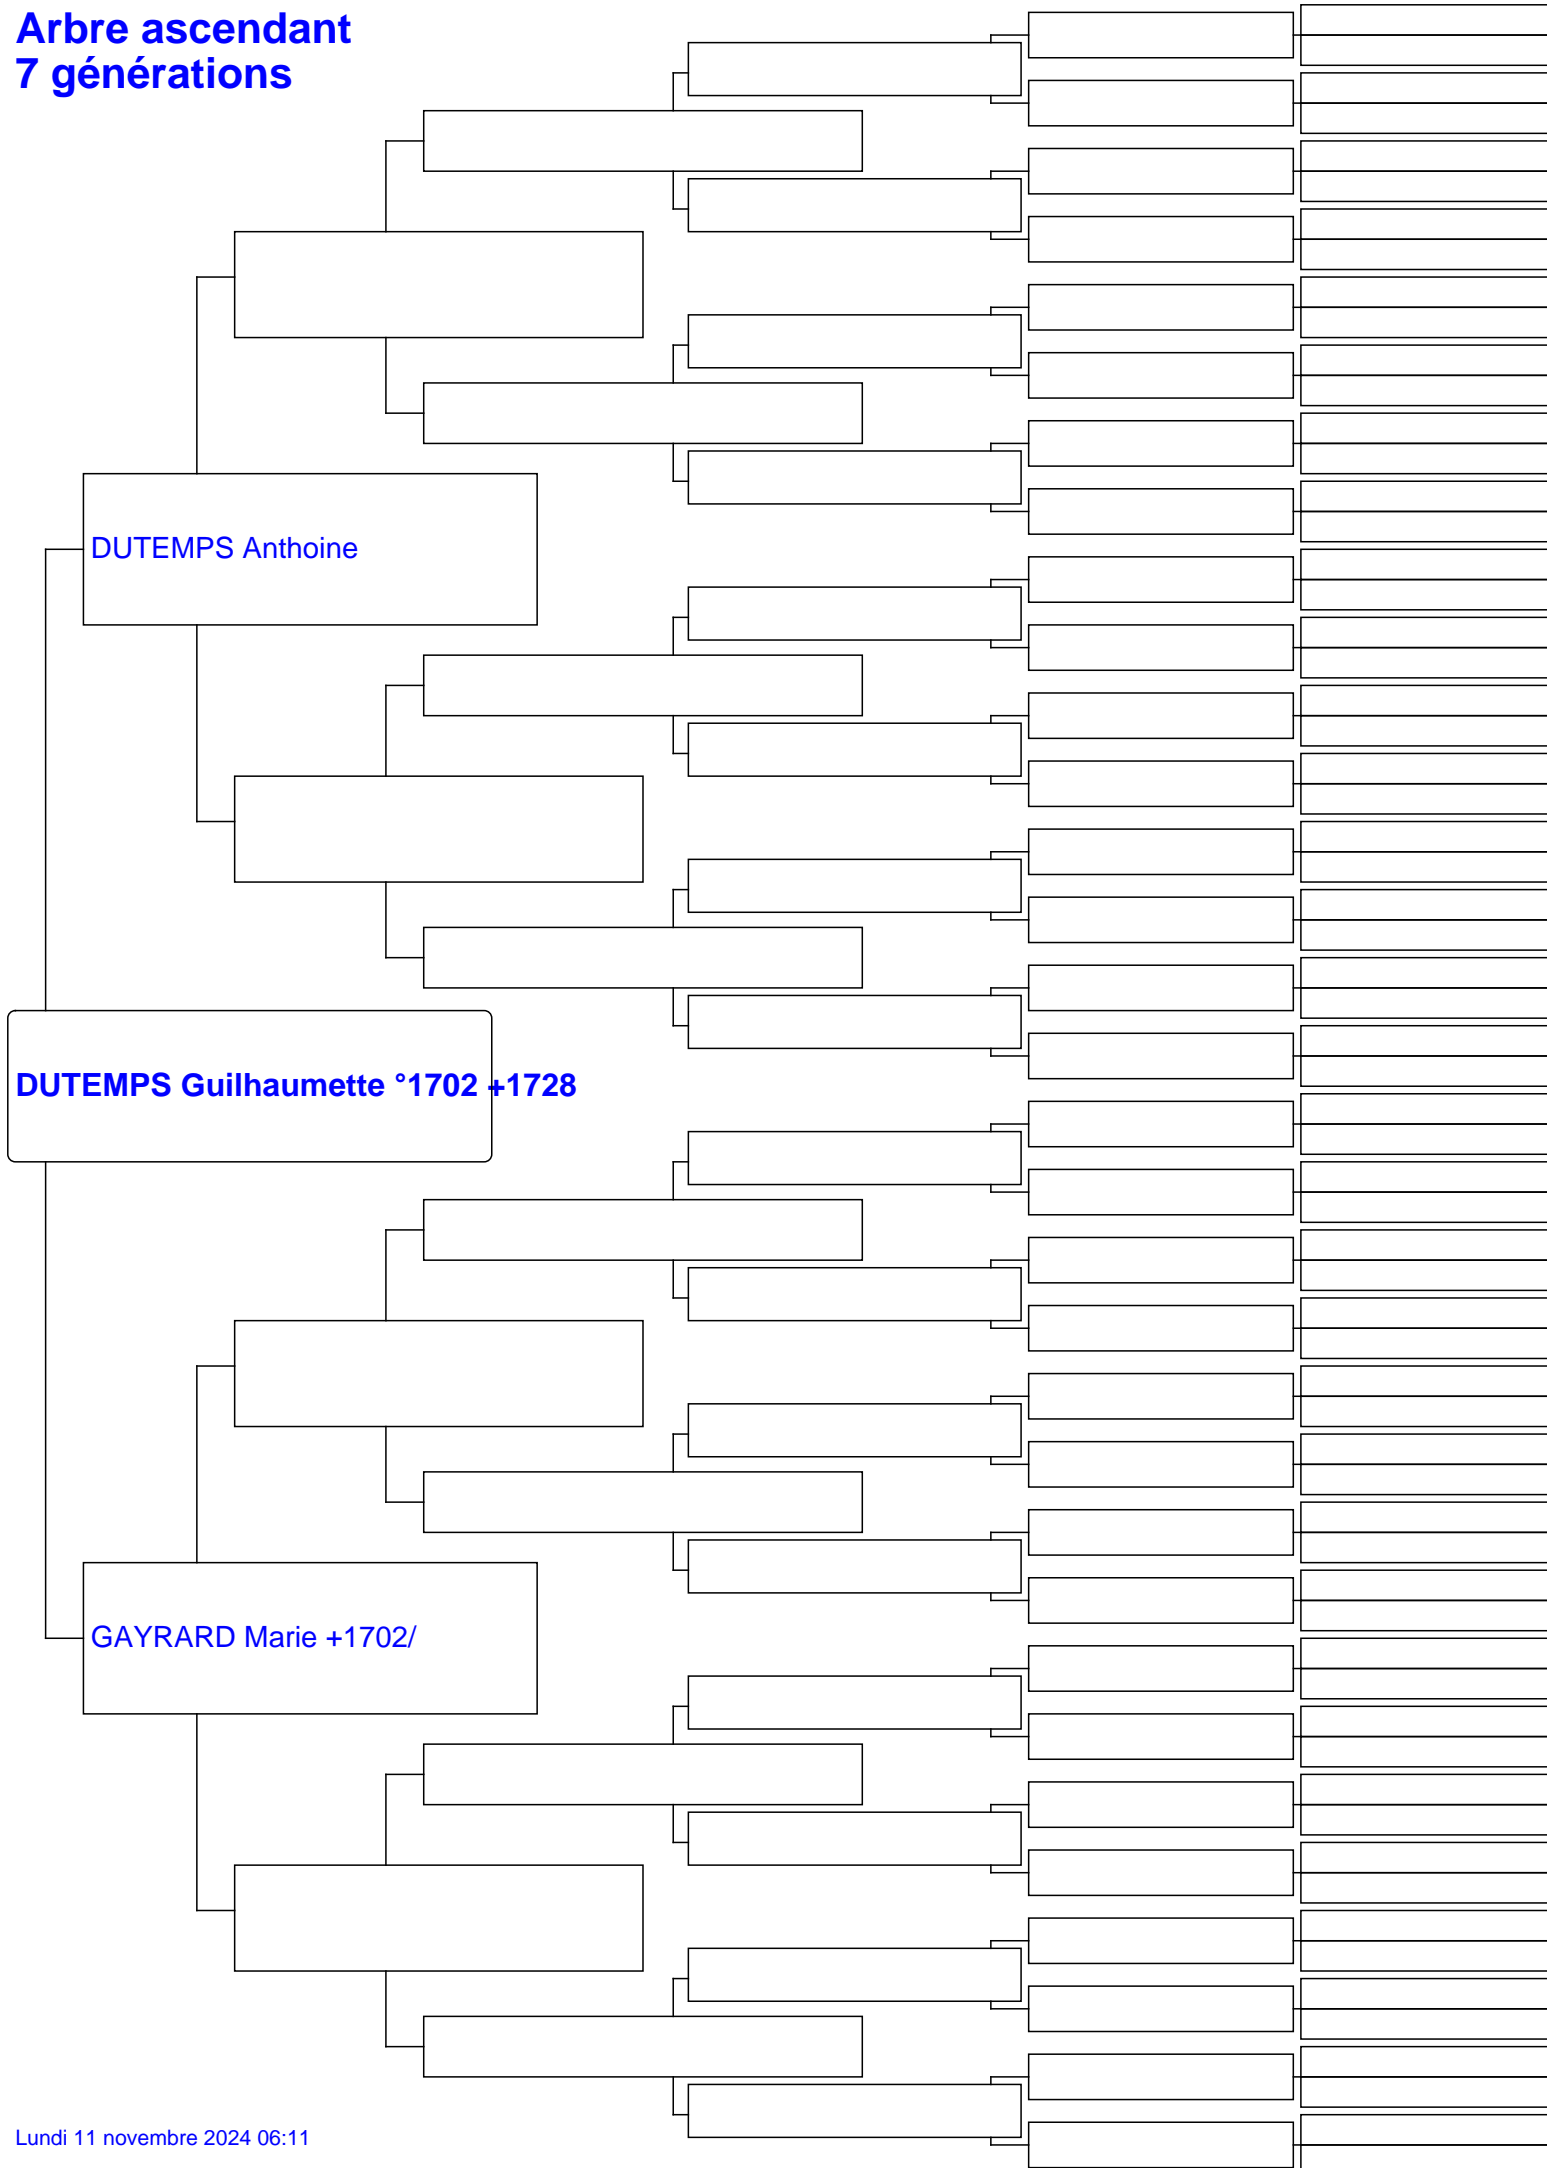 Arbre ascendant
7 générations
DUTEMPS Anthoine
DUTEMPS Guilhaumette °1702 +1728
GAYRARD Marie +1702/
Lundi 11 novembre 2024 06:11